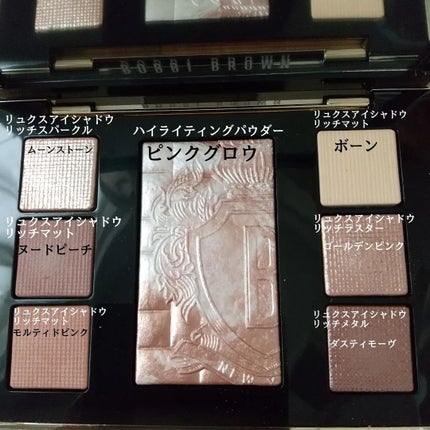 BOBBI BROWN
リュクスアイシャドウ
リッチスパークル
ムーンストーン
ハイライティングパウダー
ピンクグロウ
リュクスアイシャドウ
リッチマット
ボーン
リュクスアイシャドウ
リッチマット
ヌードピーチ
リュクスアイシャドウ
リッチラスター
ゴールデンピンク
リュクスアイシャドウ
リッチマット
モルティドピンク
リュクスアイシャドウ
リッチメタル
ダスティモーヴ
B
NEW